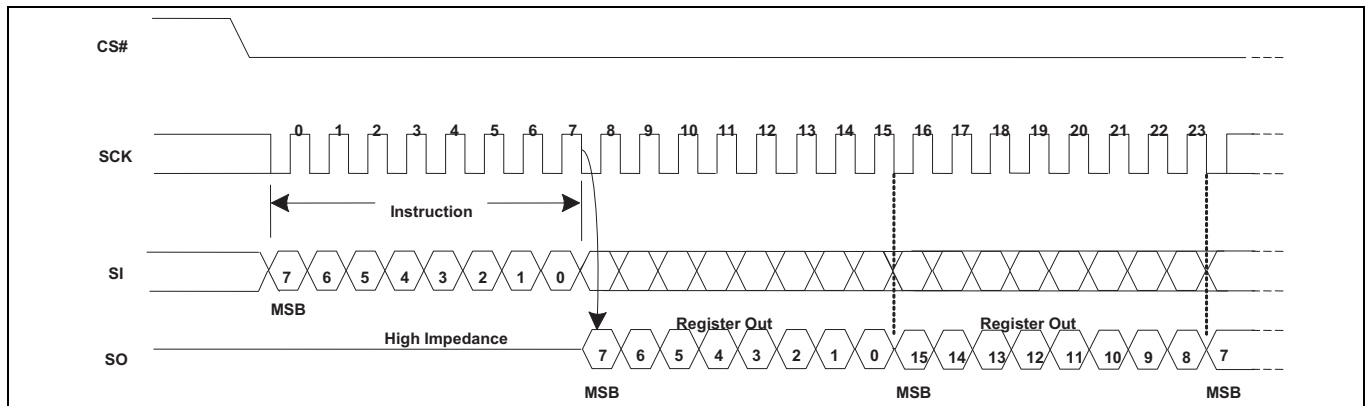 CS#
0 1 2 3 4 5 6 7 8 9 10 11 12 13 14 15 16 17 18 19 20 21 22 23
SCK
Instruction
SI
7 6 5 4 3 2 1 0
MSB
High Impedance
Register Out
Register Out
SO
7 6 5 4 3 2 1 0 15 14 13 12 11 10 9 8 7
MSB
MSB
MSB